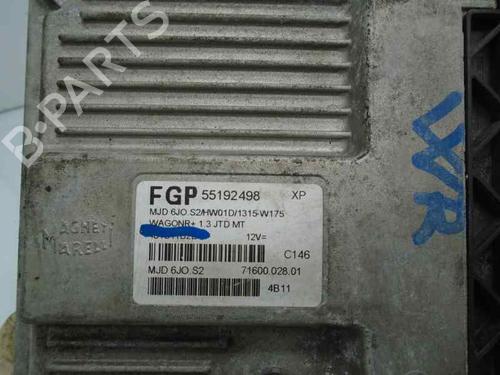 B-PARTS
WR
FGP 55192498 XP
MJD 6JO.S2/HW01D/1315-W175
WAGONR+ 1.3 JTD MT
12V=
C146
MJD 6JO.S2 71600.028.01
4B11
MAGNETI
MARELLI